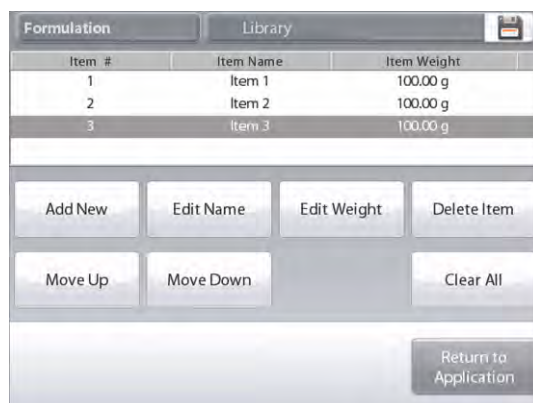 Formulation Library
Item # Item Name Item Weight
1 Item 1 100.00 g
2 Item 2 100.00 g
3 Item 3 100.00 g
Add New Edit Name Edit Weight Delete Item
Move Up Move Down Clear All
Return to
Application